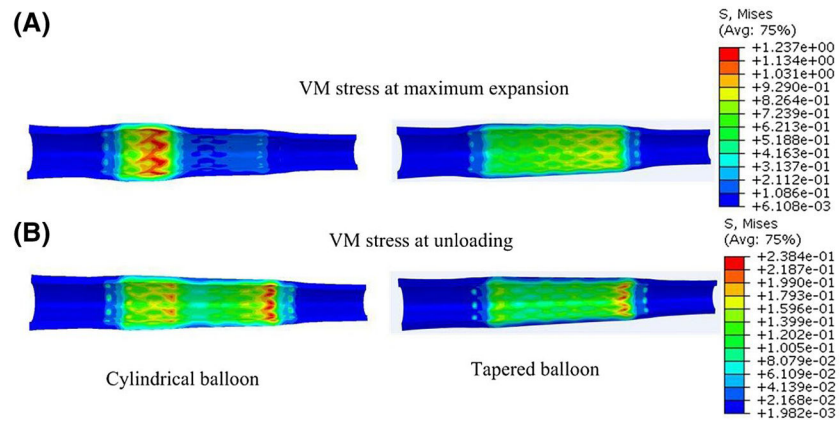 (A)
VM stress at maximum expansion
S, Mises
(Avg: 75%)
+1.237e+00
+1.134e+00
+1.031e+00
+9.290e-01
+8.264e-01
+7.239e-01
+6.213e-01
+5.188e-01
+4.163e-01
+3.137e-01
+2.112e-01
+1.086e-01
+6.108e-03
(B)
VM stress at unloading
S, Mises
(Avg: 75%)
+2.384e-01
+2.187e-01
+1.990e-01
+1.793e-01
+1.596e-01
+1.399e-01
+1.202e-01
+1.005e-01
+8.079e-02
+6.109e-02
+4.139e-02
+2.168e-02
+1.982e-03
Cylindrical balloon
Tapered balloon